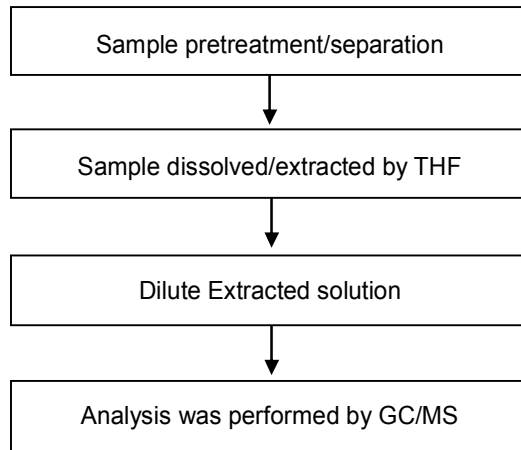 Sample pretreatment/separation
Sample dissolved/extracted by THF
Dilute Extracted solution
Analysis was performed by GC/MS